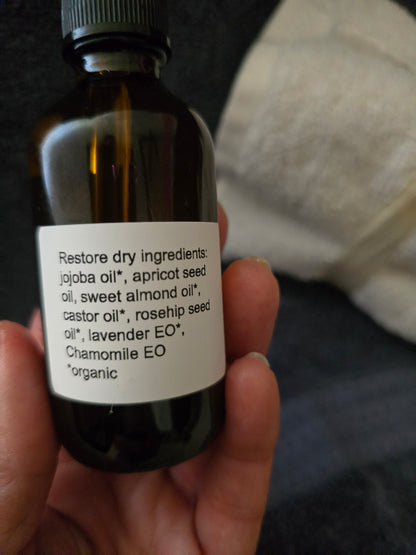 Restore dry ingredients:
jojoba oil*, apricot seed
oil, sweet almond oil*,
castor oil*, rosehip seed
oil*, lavender EO*,
Chamomile EO
*organic